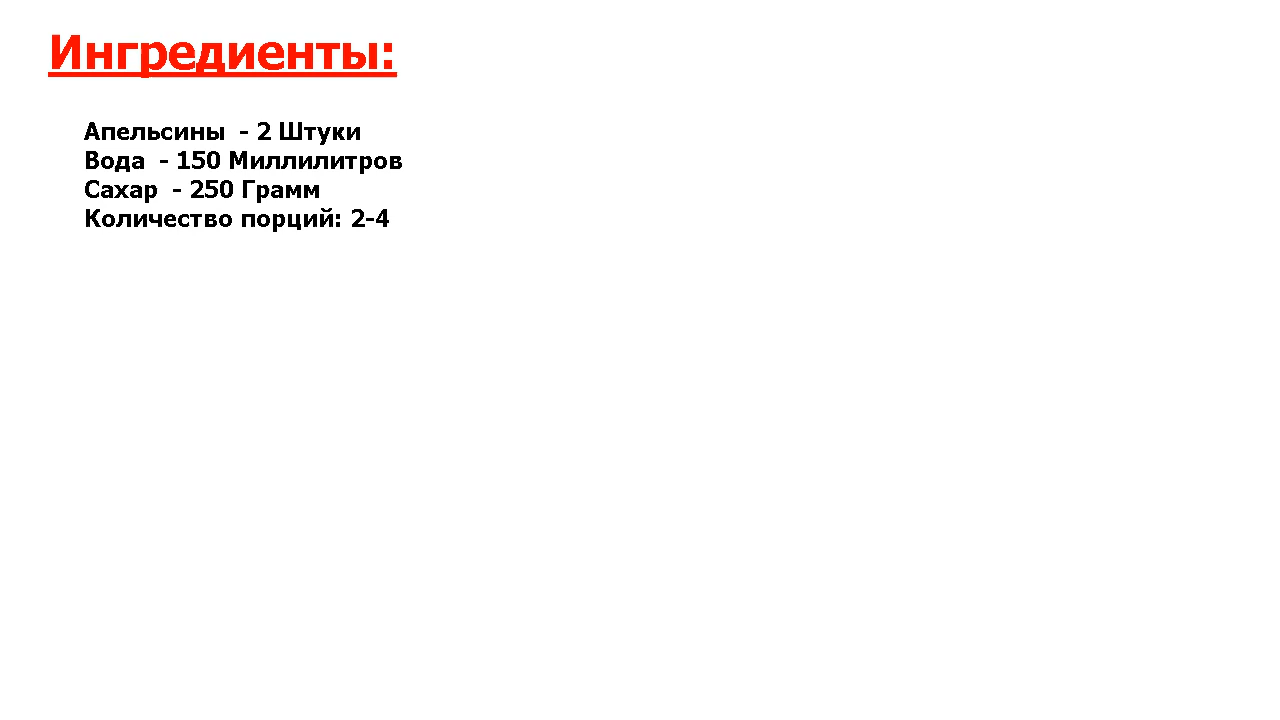 Ингредиенты:
Апельсины  - 2 Штуки
Вода  - 150 Миллилитров
Сахар  - 250 Грамм
Количество порций: 2-4